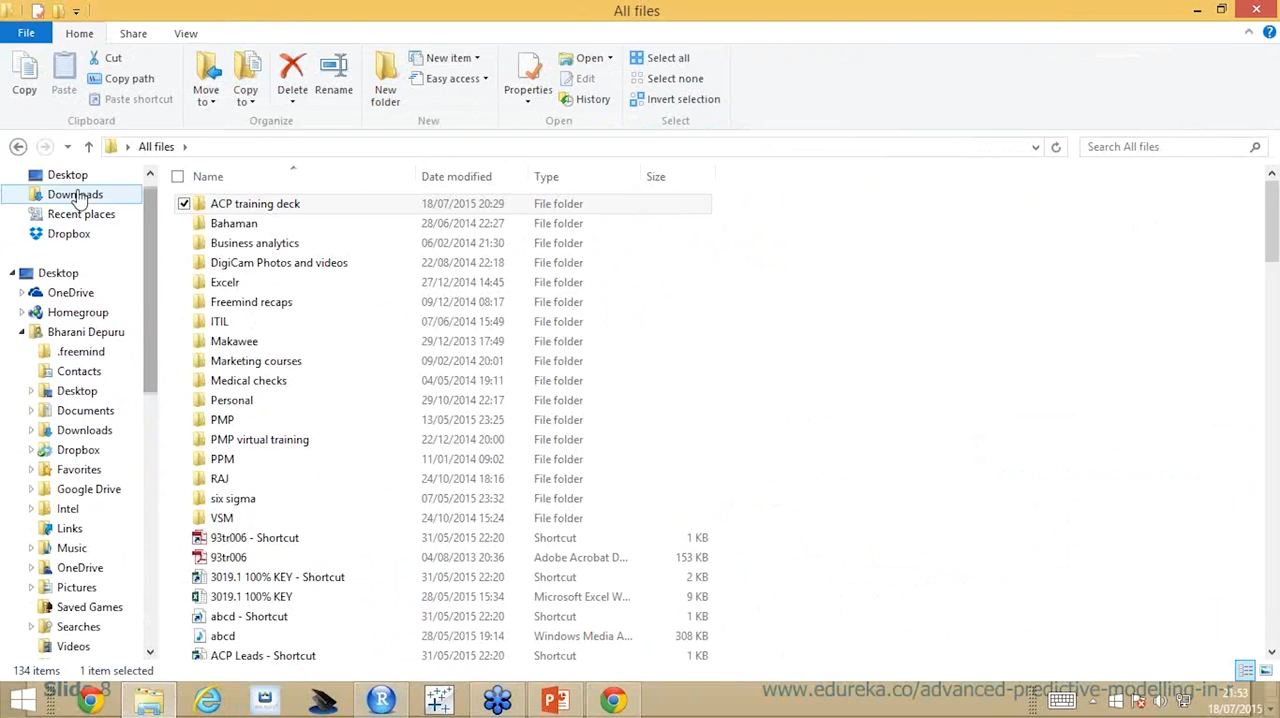 All files
File Home Share View
Copy
Paste
Cut
Copy path
Paste shortcut
Clipboard
Move to
Copy to
Delete
Rename
Organize
New folder
New item
Easy access
New
Properties
Open
Edit
History
Open
Select all
Select none
Invert selection
Select
All files
Search All files
Desktop
Downloads
Recent places
Dropbox
Desktop
OneDrive
Homegroup
Bharani Depuru
.freemind
Contacts
Desktop
Documents
Downloads
Dropbox
Favorites
Google Drive
Intel
Links
Music
OneDrive
Pictures
Saved Games
Searches
Videos
Name Date modified Type Size
ACP training deck 18/07/2015 20:29 File folder
Bahaman 28/06/2014 22:27 File folder
Business analytics 06/02/2014 21:30 File folder
DigiCam Photos and videos 22/08/2014 22:18 File folder
Excelr 27/12/2014 14:45 File folder
Freemind recaps 09/12/2014 08:17 File folder
ITIL 07/06/2014 15:49 File folder
Makawee 29/12/2013 17:49 File folder
Marketing courses 09/02/2014 20:01 File folder
Medical checks 04/05/2014 19:11 File folder
Personal 29/10/2014 22:17 File folder
PMP 13/05/2015 23:25 File folder
PMP virtual training 22/12/2014 20:00 File folder
PPM 11/01/2014 09:02 File folder
RAJ 24/10/2014 18:16 File folder
six sigma 07/05/2015 23:32 File folder
VSM 24/10/2014 15:24 File folder
93tr006 - Shortcut 31/05/2015 22:20 Shortcut 1 KB
93tr006 04/08/2013 20:36 Adobe Acrobat D... 153 KB
3019.1 100% KEY - Shortcut 31/05/2015 22:20 Shortcut 2 KB
3019.1 100% KEY 28/05/2015 15:34 Microsoft Excel W... 9 KB
abcd - Shortcut 31/05/2015 22:20 Shortcut 1 KB
abcd 28/05/2015 19:14 Windows Media A... 308 KB
ACP Leads - Shortcut 31/05/2015 22:20 Shortcut 1 KB
134 items 1 item selected
Slide 8
www.edureka.co/advanced-predictive-modelling-in-r
21:53
18/07/2015